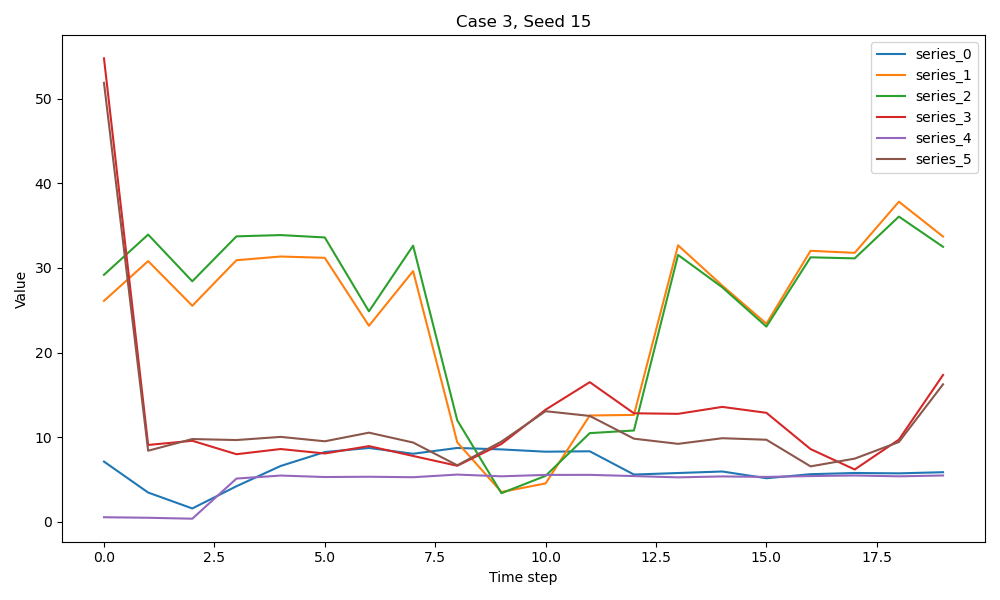 Case 3, Seed 15
series_0
series_1
series_2
series_3
series_4
series_5
Value
50
40
30
20
10
0
0.0 2.5 5.0 7.5 10.0 12.5 15.0 17.5
Time step